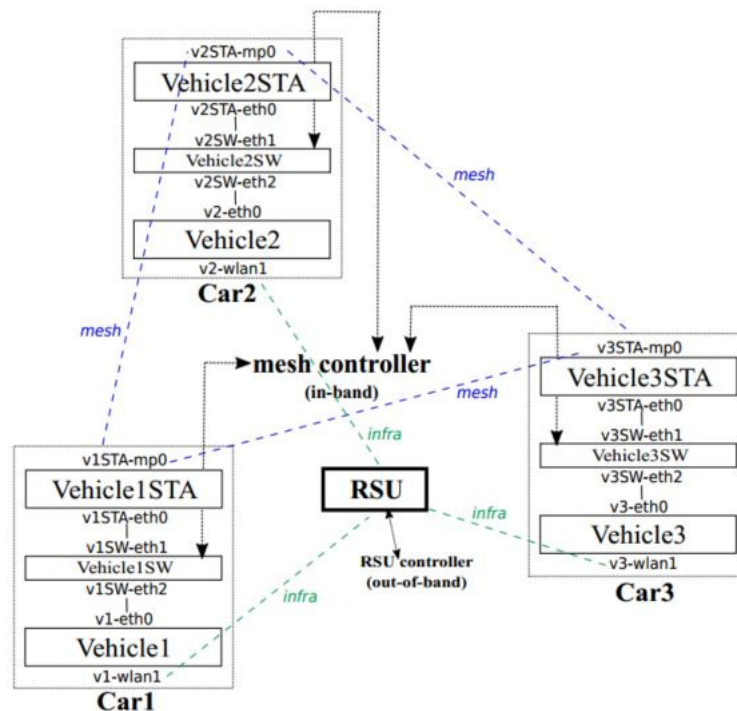 v2STA-mp0
Vehicle2STA
v2STA-eth0
v2SW-eth1
Vehicle2SW
v2SW-eth2
v2-eth0
Vehicle2
v2-wlan1
Car2
mesh
mesh
mesh controller
(in-band)
mesh
infra
v3STA-mp0
Vehicle3STA
v3STA-eth0
v3SW-eth1
Vehicle3SW
v3SW-eth2
v3-eth0
Vehicle3
v3-wlan1
Car3
v1STA-mp0
Vehicle1STA
v1STA-eth0
v1SW-eth1
Vehicle1SW
v1SW-eth2
v1-eth0
Vehicle1
v1-wlan1
Car1
RSU
infra
infra
RSU controller
(out-of-band)